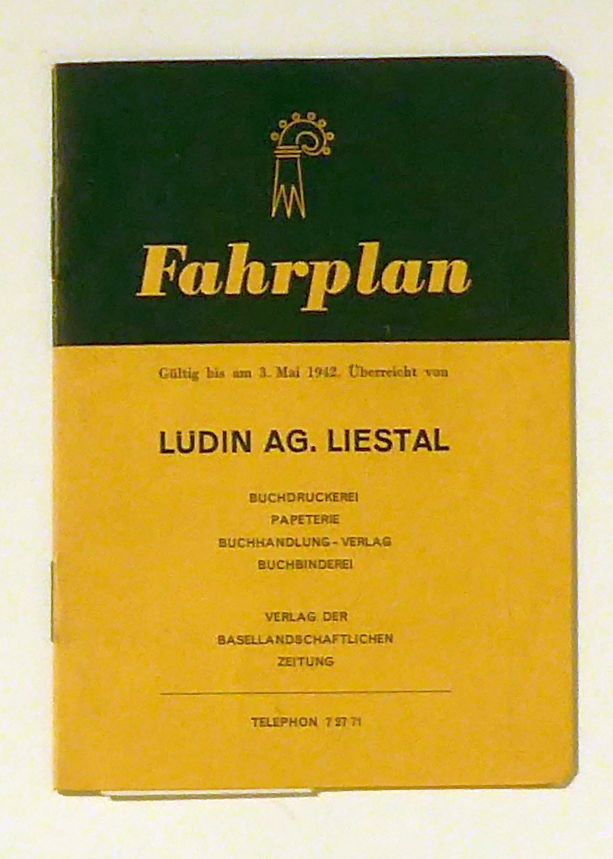 Fahrplan
Gültig bis am 3. Mai 1942. Überreicht von
LÜDIN AG. LIESTAL
BUCHDRUCKEREI
PAPETERIE
BUCHHANDLUNG - VERLAG
BUCHBINDEREI
VERLAG DER
BASELLANDSCHAFTLICHEN
ZEITUNG
TELEPHON 7 27 71